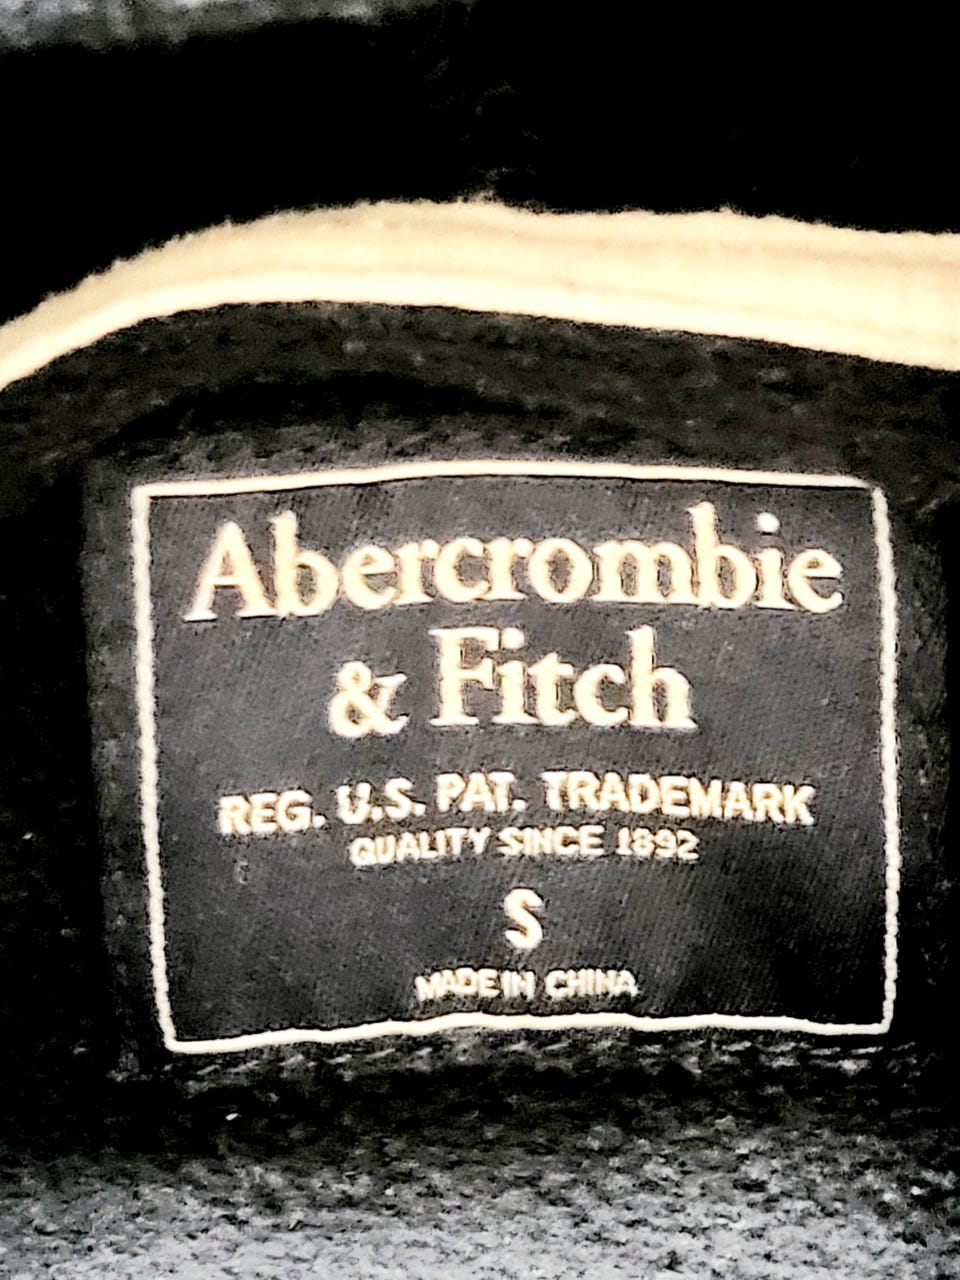 Abercrombie
& Fitch
REG. U.S. PAT. TRADEMARK
QUALITY SINCE 1892
S
MADE IN CHINA